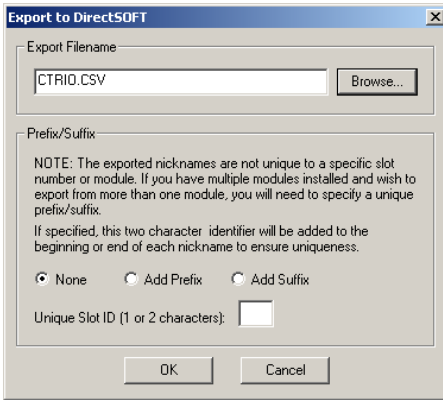 Export to DirectSOFT
Export Filename
CTRIO.CSV
Browse...
Prefix/Suffix
NOTE: The exported nicknames are not unique to a specific slot
number or module. If you have multiple modules installed and wish to
export from more than one module, you will need to specify a unique
prefix/suffix.
If specified, this two character identifier will be added to the
beginning or end of each nickname to ensure uniqueness.
None Add Prefix Add Suffix
Unique Slot ID (1 or 2 characters):
OK Cancel